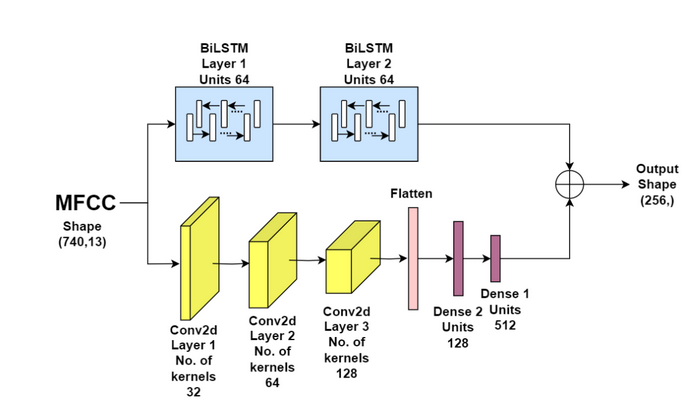 BiLSTM
Layer 1
Units 64
BiLSTM
Layer 2
Units 64
MFCC
Shape
(740,13)
Flatten
Output
Shape
(256,)
Conv2d
Layer 1
No. of
kernels
32
Conv2d
Layer 2
No. of
kernels
64
Conv2d
Layer 3
No. of
kernels
128
Dense 2
Units
128
Dense 1
Units
512